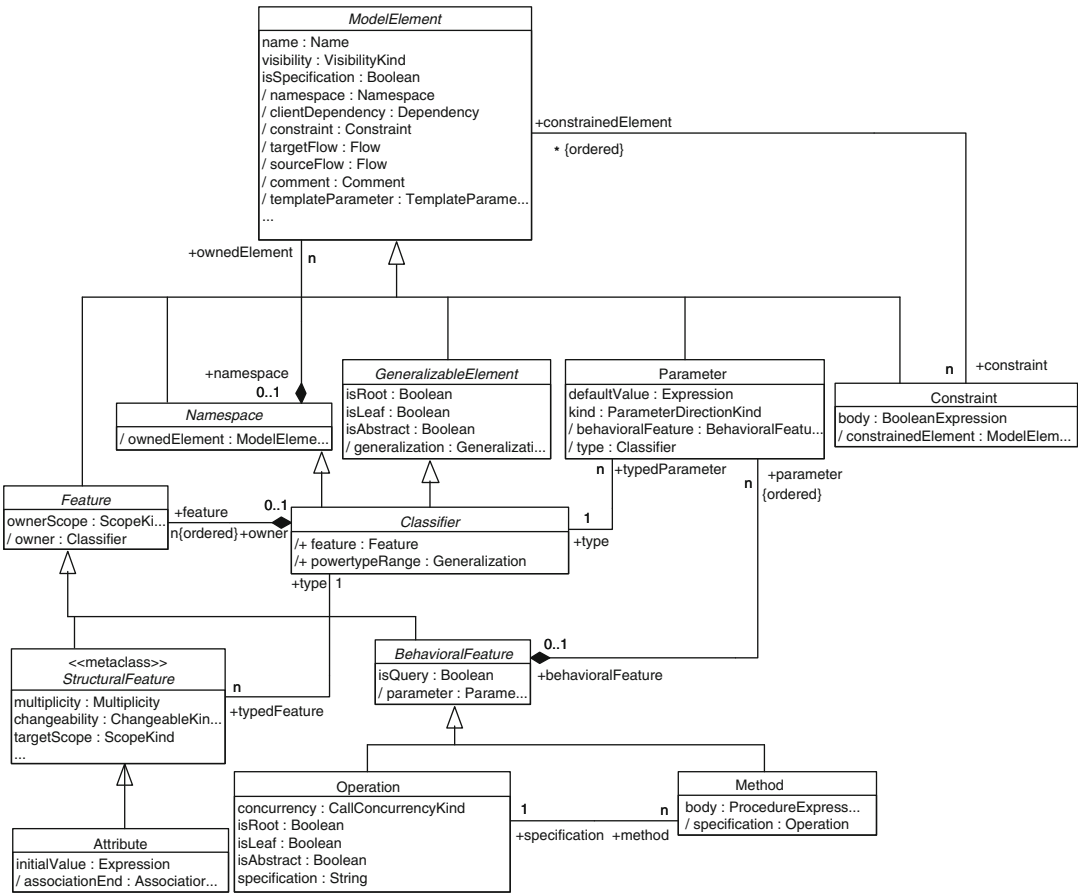 ModelElement
name : Name
visibility : VisibilityKind
isSpecification : Boolean
/ namespace : Namespace
/ clientDependency : Dependency
/ constraint : Constraint
/ targetFlow : Flow
/ sourceFlow : Flow
/ comment : Comment
/ templateParameter : TemplateParame...
...
+constrainedElement
* {ordered}
+ownedElement
n
+namespace
0..1
Namespace
/ ownedElement : ModelEleme...
GeneralizableElement
isRoot : Boolean
isLeaf : Boolean
isAbstract : Boolean
/ generalization : Generalizati...
Parameter
defaultValue : Expression
kind : ParameterDirectionKind
/ behavioralFeature : BehavioralFeatu...
/ type : Classifier
n
+constraint
Constraint
body : BooleanExpression
/ constrainedElement : ModelElem...
n +typedParameter
n
+parameter
{ordered}
Feature
ownerScope : ScopeKi...
/ owner : Classifier
+feature
0..1
n{ordered} +owner
Classifier
/+ feature : Feature
/+ powertypeRange : Generalization
1
+type
+type 1
<<metaclass>>
StructuralFeature
multiplicity : Multiplicity
changeability : ChangeableKin...
targetScope : ScopeKind
...
n
+typedFeature
BehavioralFeature
isQuery : Boolean
/ parameter : Parame...
0..1
+behavioralFeature
Attribute
initialValue : Expression
/ associationEnd : Associatior...
Operation
concurrency : CallConcurrencyKind
isRoot : Boolean
isLeaf : Boolean
isAbstract : Boolean
specification : String
1
n
+specification +method
Method
body : ProcedureExpress...
/ specification : Operation